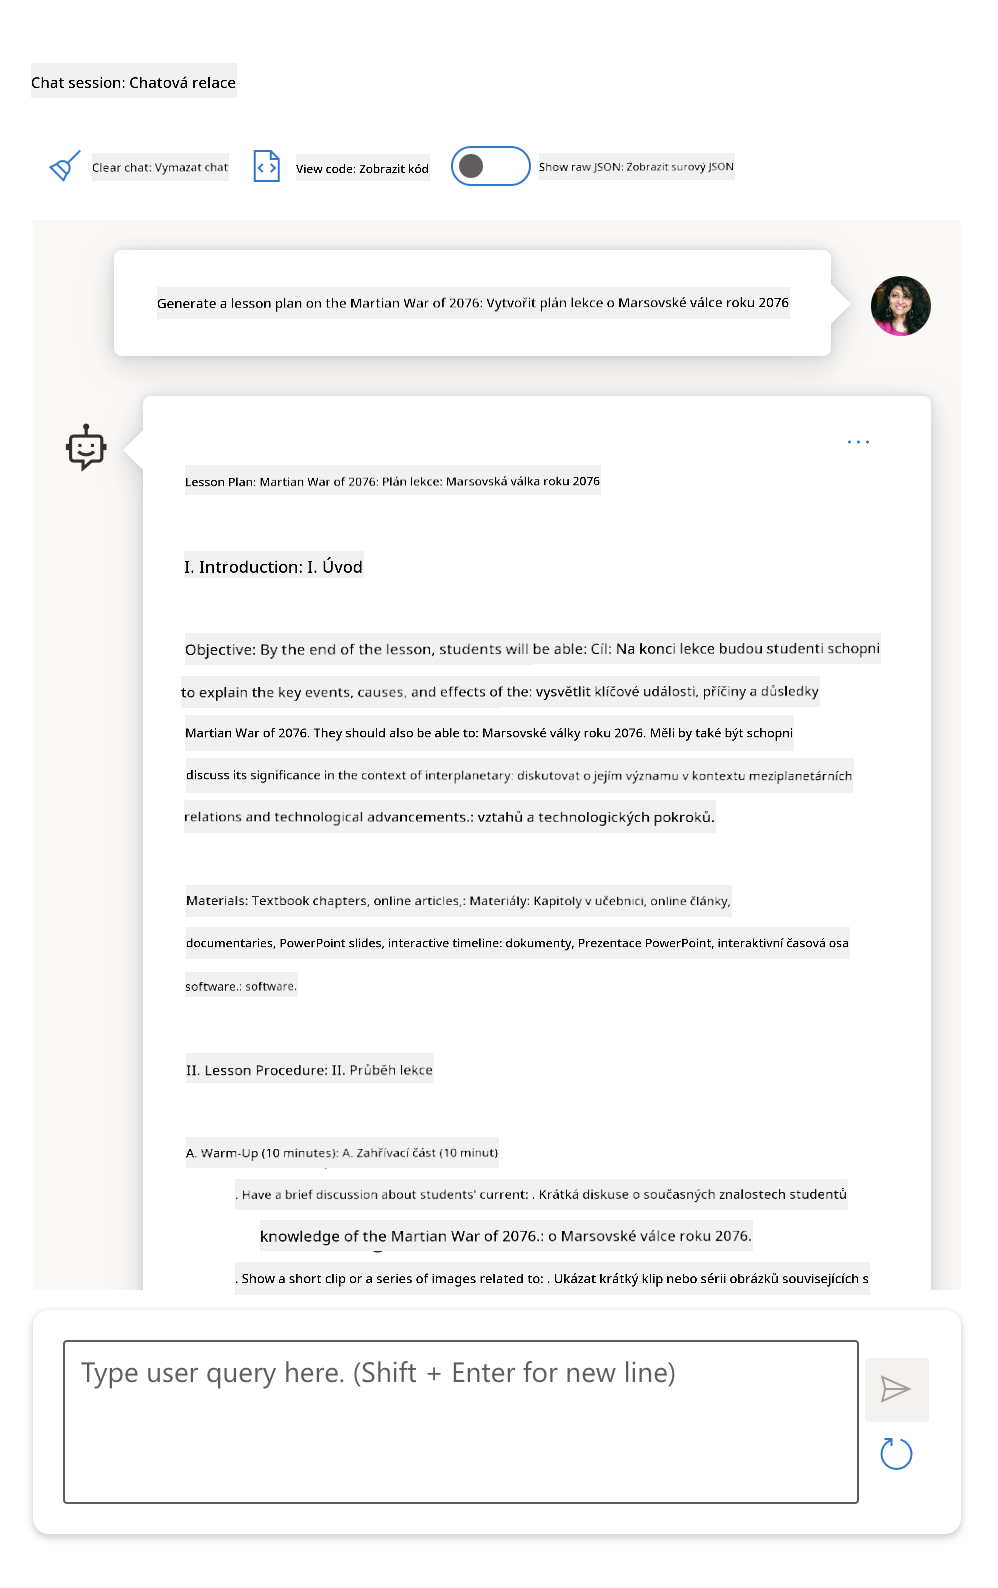 Chat session: Chatová relace
Clear chat: Vymazat chat
View code: Zobrazit kód
Show raw JSON: Zobrazit surový JSON
Generate a lesson plan on the Martian War of 2076: Vytvořit plán lekce o Marsovské válce roku 2076
Lesson Plan: Martian War of 2076: Plán lekce: Marsovská válka roku 2076
I. Introduction: I. Úvod
Objective: By the end of the lesson, students will be able: Cíl: Na konci lekce budou studenti schopni
to explain the key events, causes, and effects of the: vysvětlit klíčové události, příčiny a důsledky
Martian War of 2076. They should also be able to: Marsovské války roku 2076. Měli by také být schopni
discuss its significance in the context of interplanetary: diskutovat o jejím významu v kontextu meziplanetárních
relations and technological advancements.: vztahů a technologických pokroků.
Materials: Textbook chapters, online articles,: Materiály: Kapitoly v učebnici, online články,
documentaries, PowerPoint slides, interactive timeline: dokumenty, Prezentace PowerPoint, interaktivní časová osa
software.: software.
II. Lesson Procedure: II. Průběh lekce
A. Warm-Up (10 minutes): A. Zahřívací část (10 minut)
. Have a brief discussion about students' current: . Krátká diskuse o současných znalostech studentů
knowledge of the Martian War of 2076.: o Marsovské válce roku 2076.
. Show a short clip or a series of images related to: . Ukázat krátký klip nebo sérii obrázků souvisejících s
Type user query here. (Shift + Enter for new line)